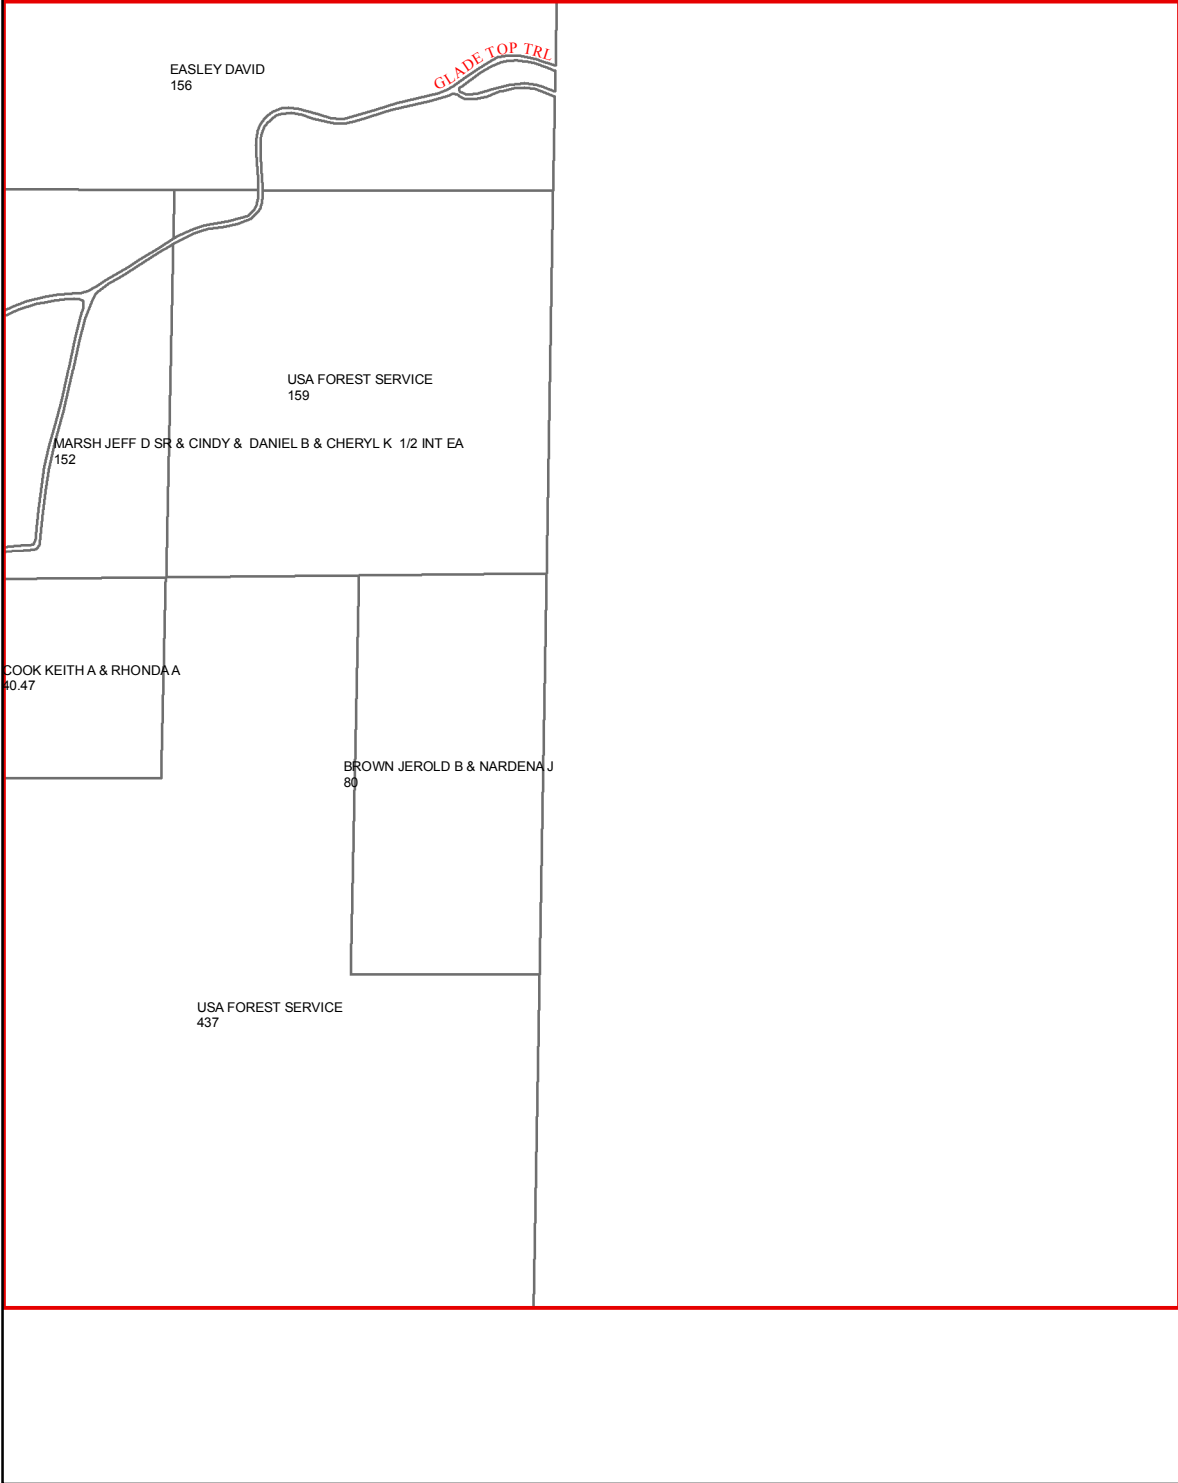 GLADE TOP TRL
EASLEY DAVID
156
USA FOREST SERVICE
159
MARSH JEFF D SR & CINDY & DANIEL B & CHERYL K 1/2 INT EA
152
COOK KEITH A & RHONDA A
40.47
BROWN JEROLD B & NARDENA J
80
USA FOREST SERVICE
437